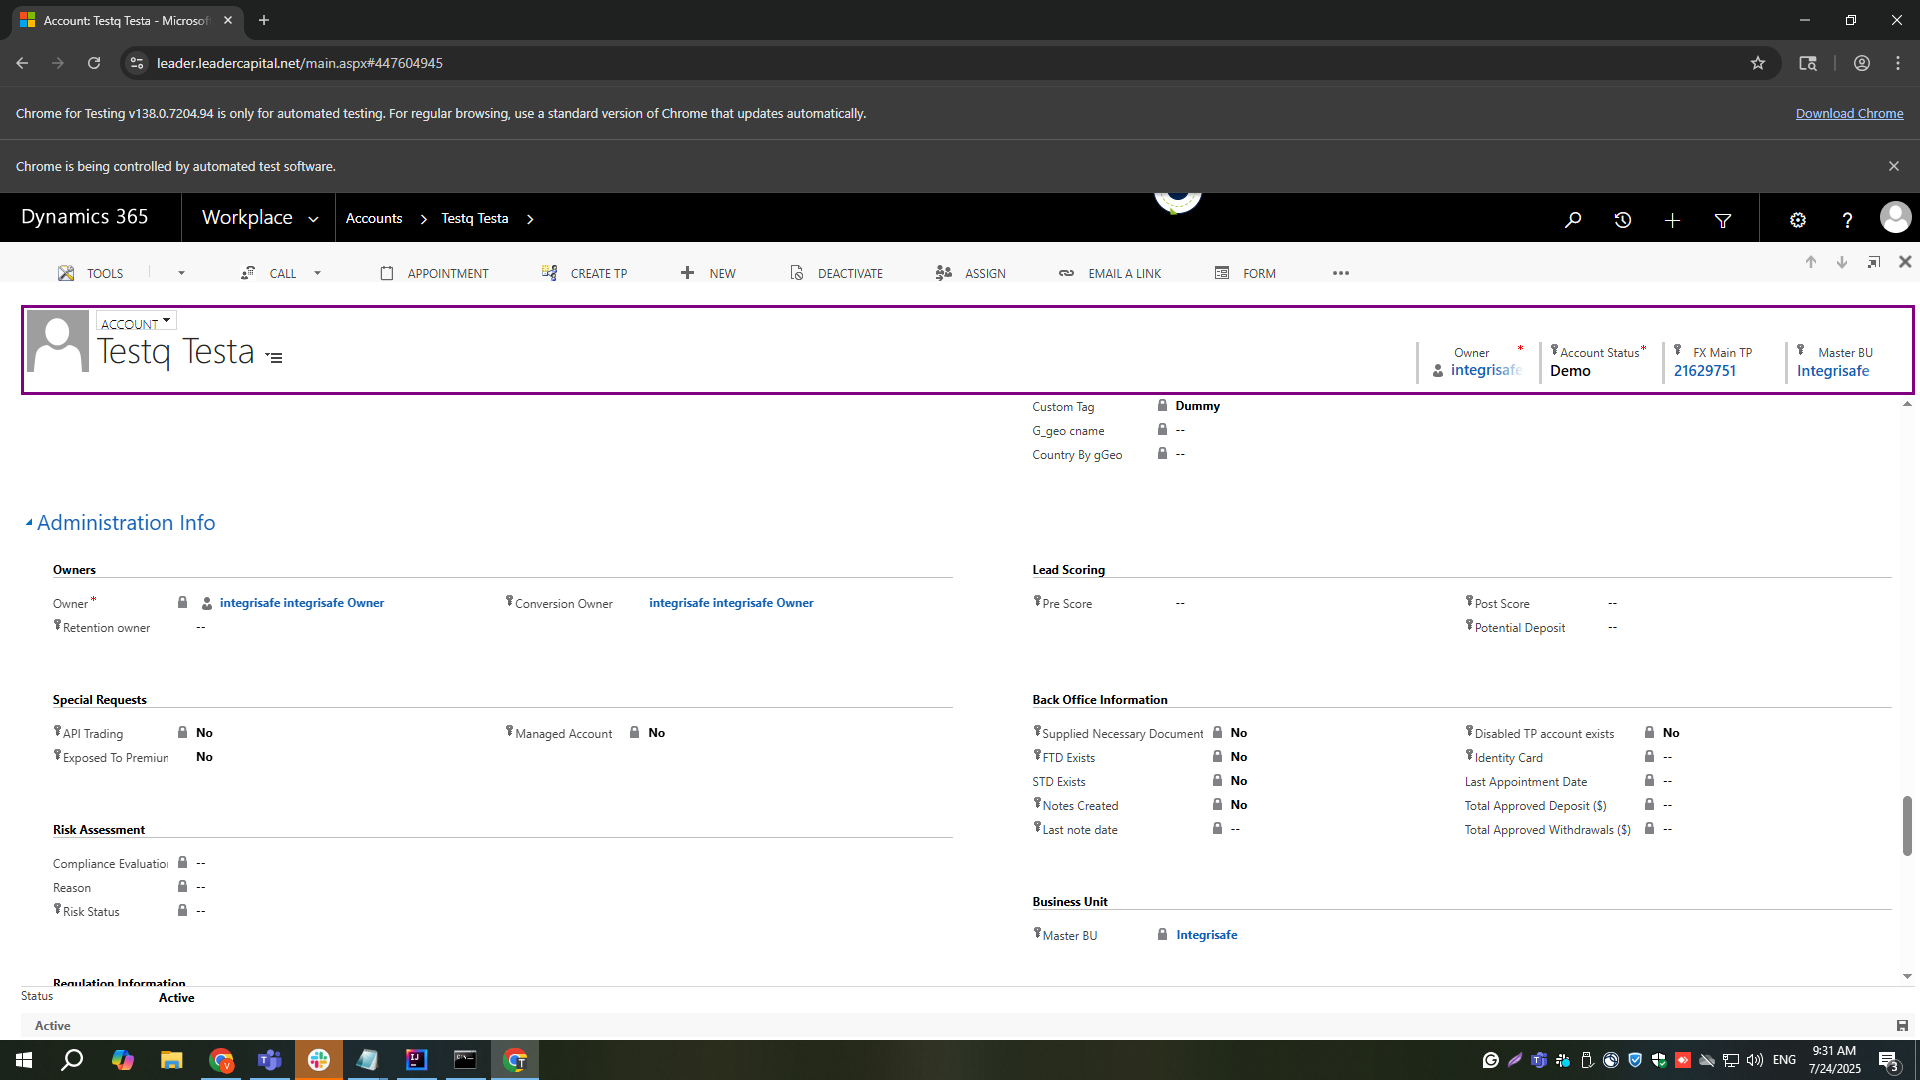 Account: Testq Testa - Microsof
leader.leadercapital.net/main.aspx#447604945
Chrome for Testing v138.0.7204.94 is only for automated testing. For regular browsing, use a standard version of Chrome that updates automatically.
Download Chrome
Chrome is being controlled by automated test software.
Dynamics 365
Workplace
Accounts
Testq Testa
TOOLS
CALL
APPOINTMENT
CREATE TP
NEW
DEACTIVATE
ASSIGN
EMAIL A LINK
FORM
ACCOUNT
Testq Testa
Owner *
integrisafe
Account Status *
Demo
FX Main TP
21629751
Master BU
Integrisafe
Custom Tag Dummy
G_geo cname --
Country By gGeo --
Administration Info
Owners
Owner * integrisafe integrisafe Owner
Conversion Owner integrisafe integrisafe Owner
Retention owner --
Lead Scoring
Pre Score --
Post Score --
Potential Deposit --
Special Requests
API Trading No
Managed Account No
Exposed To Premiun No
Back Office Information
Supplied Necessary Document No
Disabled TP account exists No
FTD Exists No
Identity Card --
STD Exists No
Last Appointment Date --
Notes Created No
Total Approved Deposit ($) --
Last note date --
Total Approved Withdrawals ($) --
Risk Assessment
Compliance Evaluatio --
Reason --
Risk Status --
Business Unit
Master BU Integrisafe
Regulation Information
Status Active
Active
ENG
9:31 AM
7/24/2025
3